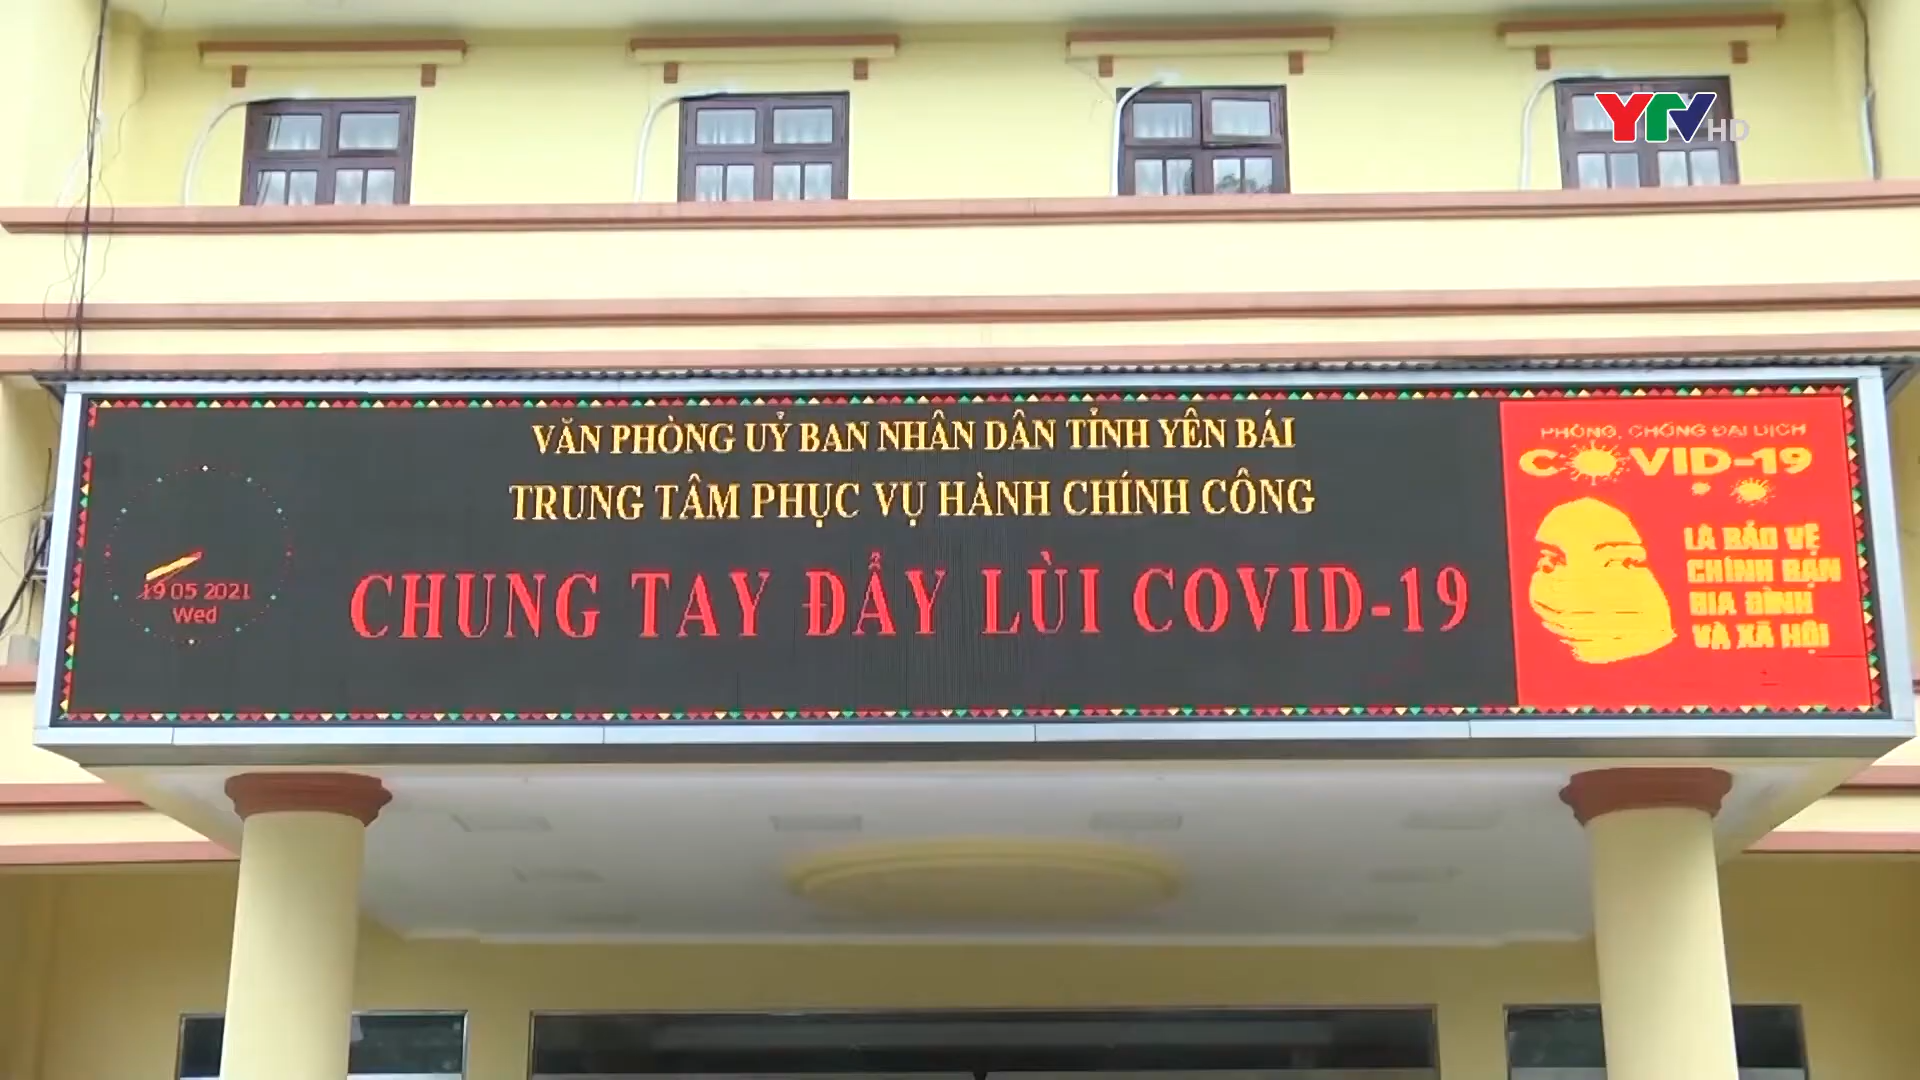 YTV HD
VĂN PHÒNG UỶ BAN NHÂN DÂN TỈNH YÊN BÁI
TRUNG TÂM PHỤC VỤ HÀNH CHÍNH CÔNG
CHUNG TAY ĐẨY LÙI COVID-19
19 05 2021
Wed
PHÒNG, CHỐNG ĐẠI DỊCH
COVID-19
LÀ BẢO VỆ
CHÍNH BẠN
GIA ĐÌNH
VÀ XÃ HỘI